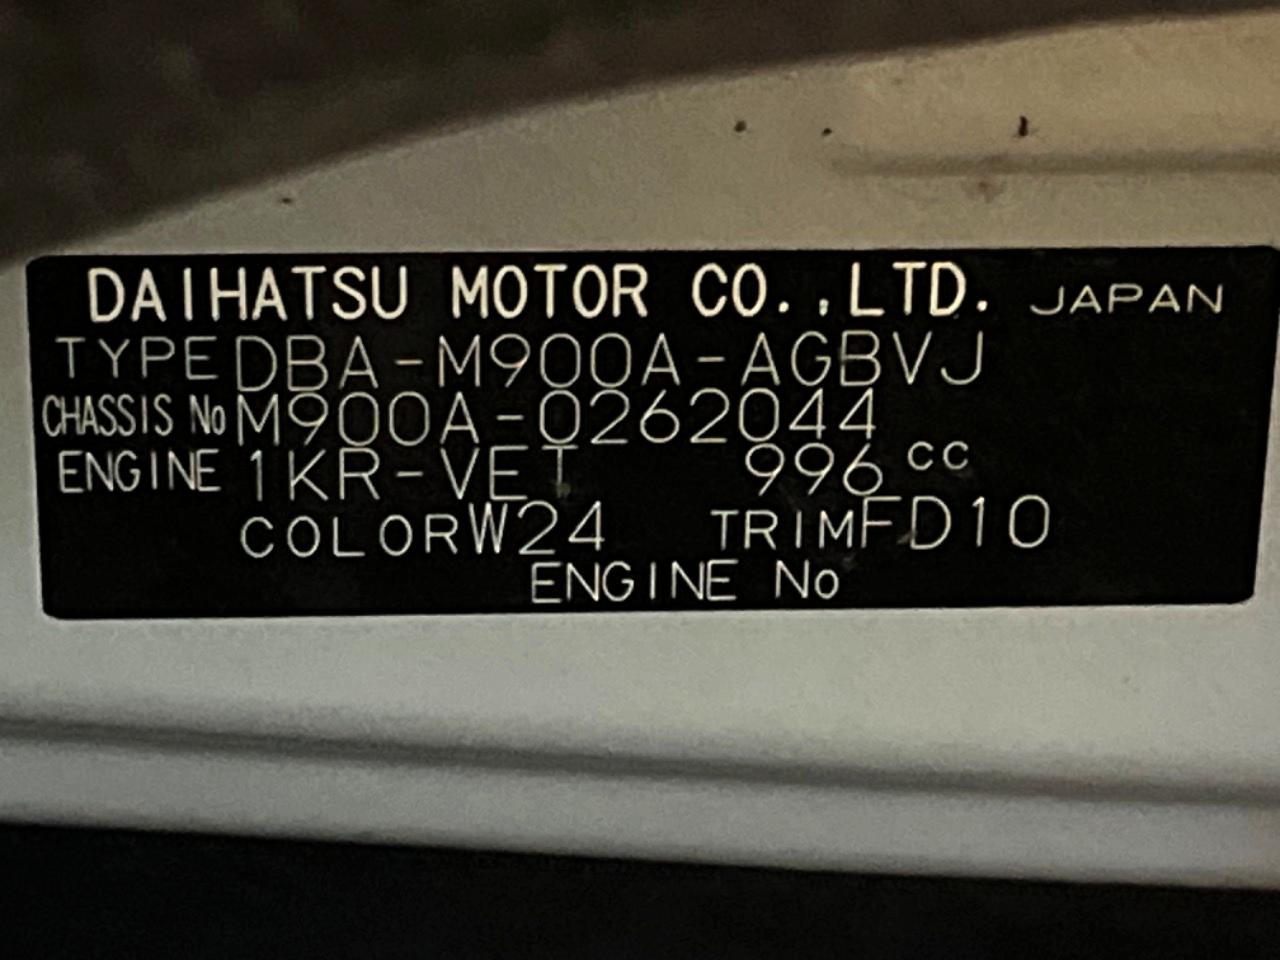 DAIHATSU MOTOR CO.,LTD. JAPAN
TYPE DBA-M900A-AGBVJ
CHASSIS No M900A-0262044
ENGINE 1KR-VET 996 cc
COLOR W24 TRIM FD10
ENGINE No